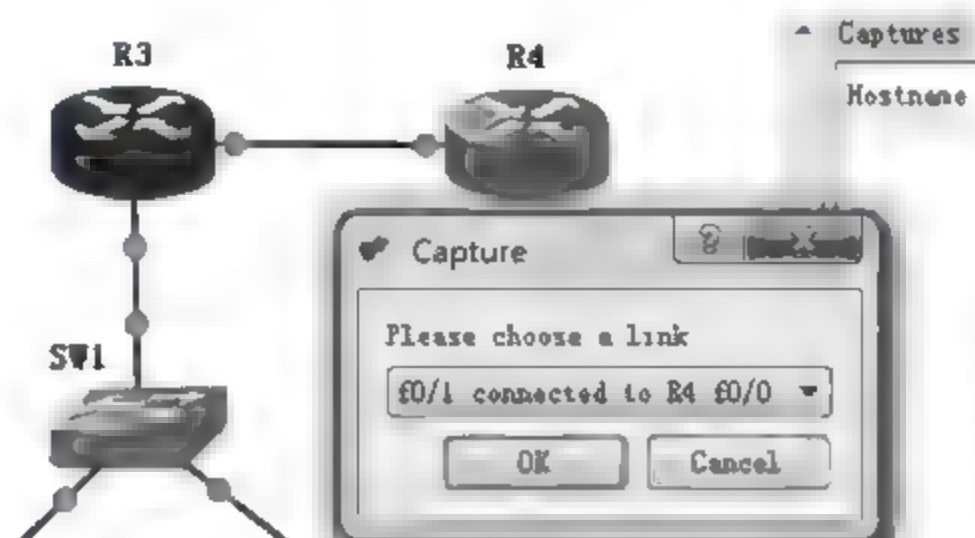 R3
R4
Captures
Hostname
Capture
Please choose a link
f0/1 connected to R4 f0/0
SW1
OK
Cancel